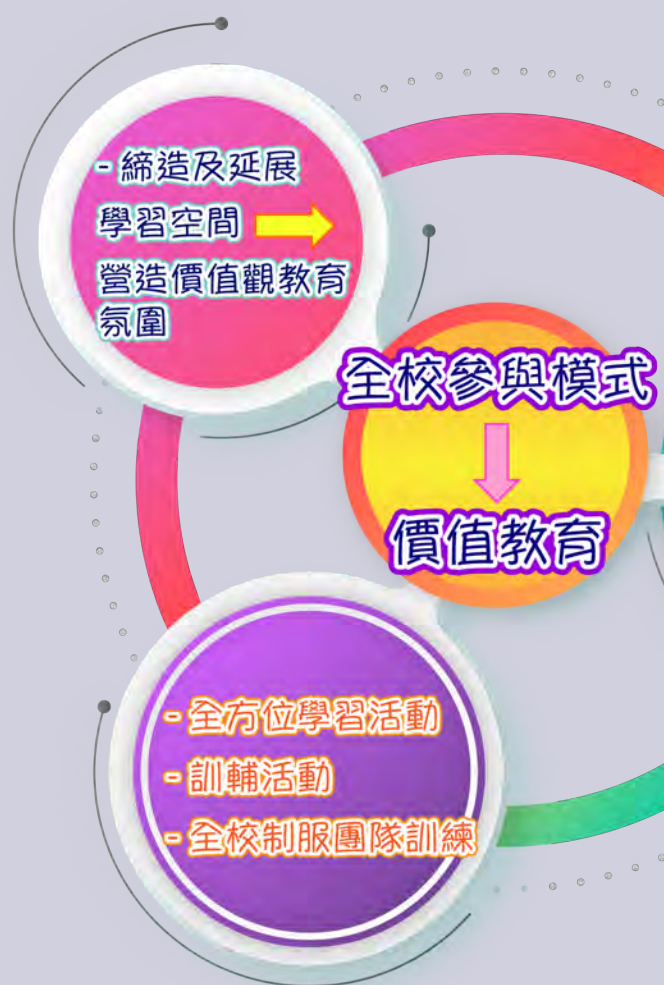 - 締造及延展
學習空間
營造價值觀教育
氛圍
全校參與模式
價值教育
- 全方位學習活動
- 訓輔活動
- 全校制服團隊訓練